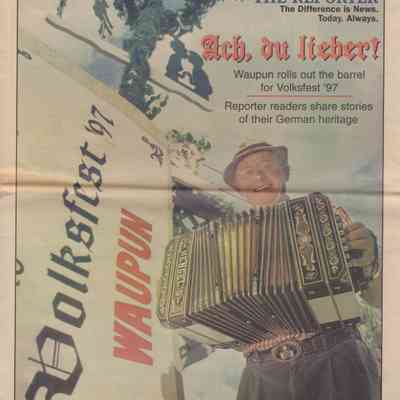 THE REPORTER
The Difference is News.
Today. Always.
Ach, du lieber!
Waupun rolls out the barrel
for Volksfest '97
Reporter readers share stories
of their German heritage
Volksfest '97
WAUPUN